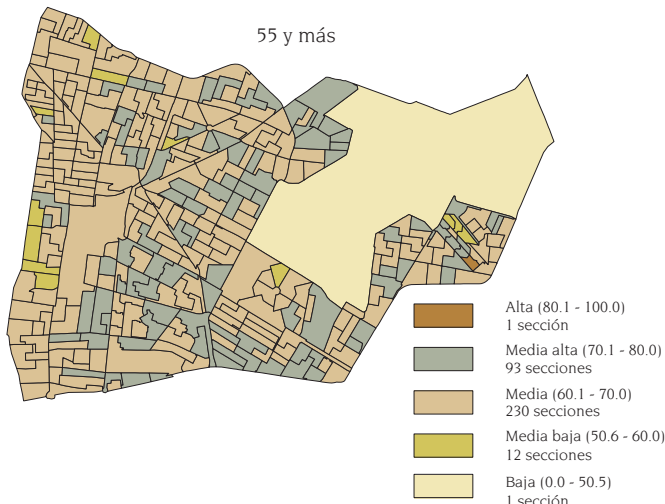 55 y más
Alta (80.1 - 100.0)
1 sección
Media alta (70.1 - 80.0)
93 secciones
Media (60.1 - 70.0)
230 secciones
Media baja (50.6 - 60.0)
12 secciones
Baja (0.0 - 50.5)
1 sección